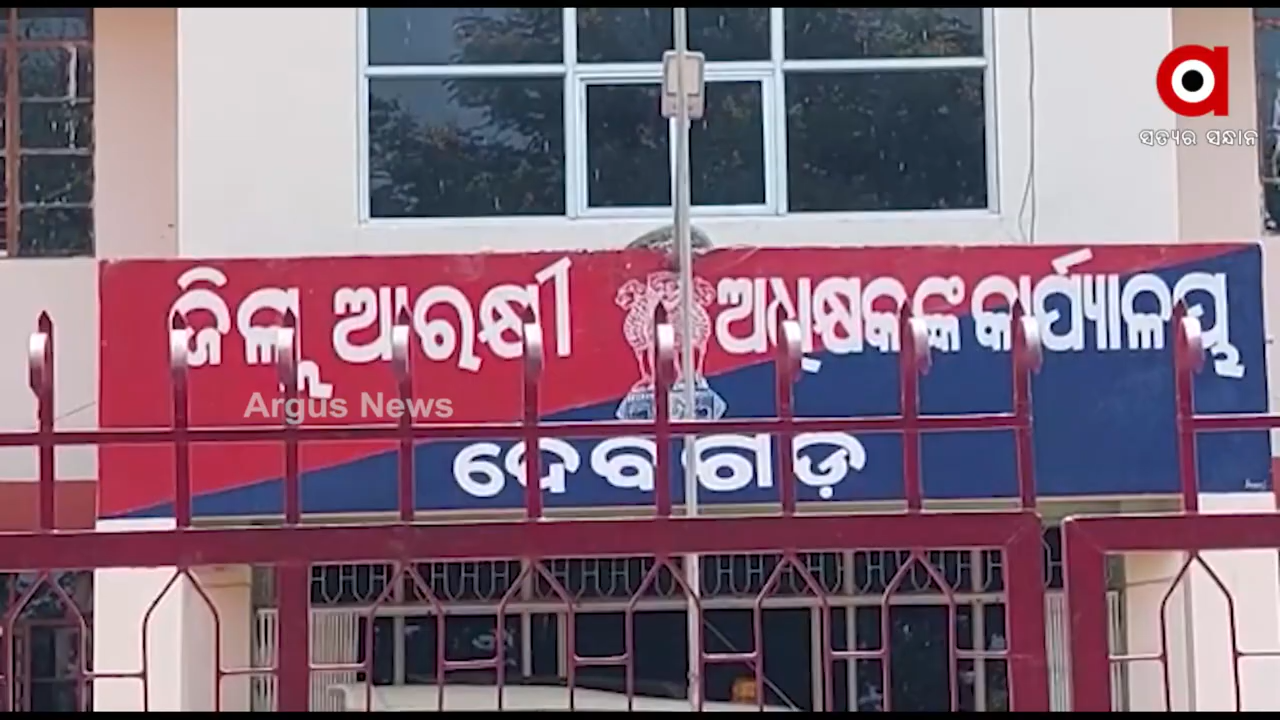 ସତ୍ୟର ସନ୍ଧାନ
ଜିଲ୍ଲା ଆରକ୍ଷୀ ଅଧିକ୍ଷକଙ୍କ କାର୍ଯ୍ୟାଳୟ
Argus News
ଦେବଗଡ଼